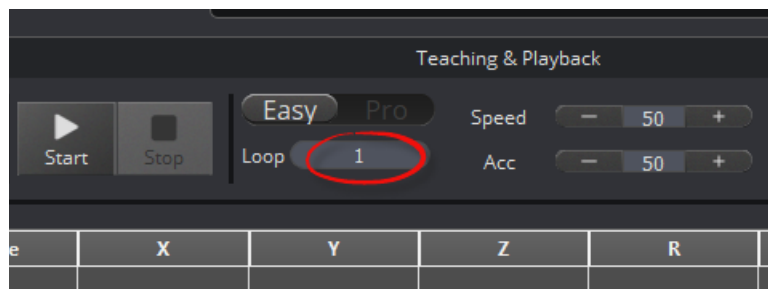 Teaching & Playback
Easy Pro
Speed — 50 +
Start Stop
Loop 1
Acc — 50 +
e X Y Z R